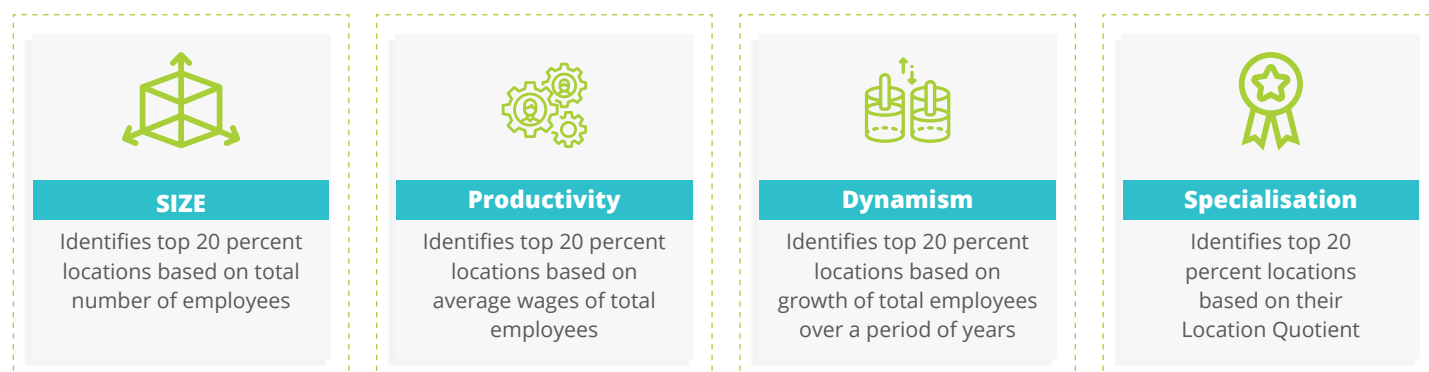 SIZE
Identifies top 20 percent
locations based on total
number of employees
Productivity
Identifies top 20 percent
locations based on
average wages of total
employees
Dynamism
Identifies top 20 percent
locations based on
growth of total employees
over a period of years
Specialisation
Identifies top 20
percent locations
based on their
Location Quotient